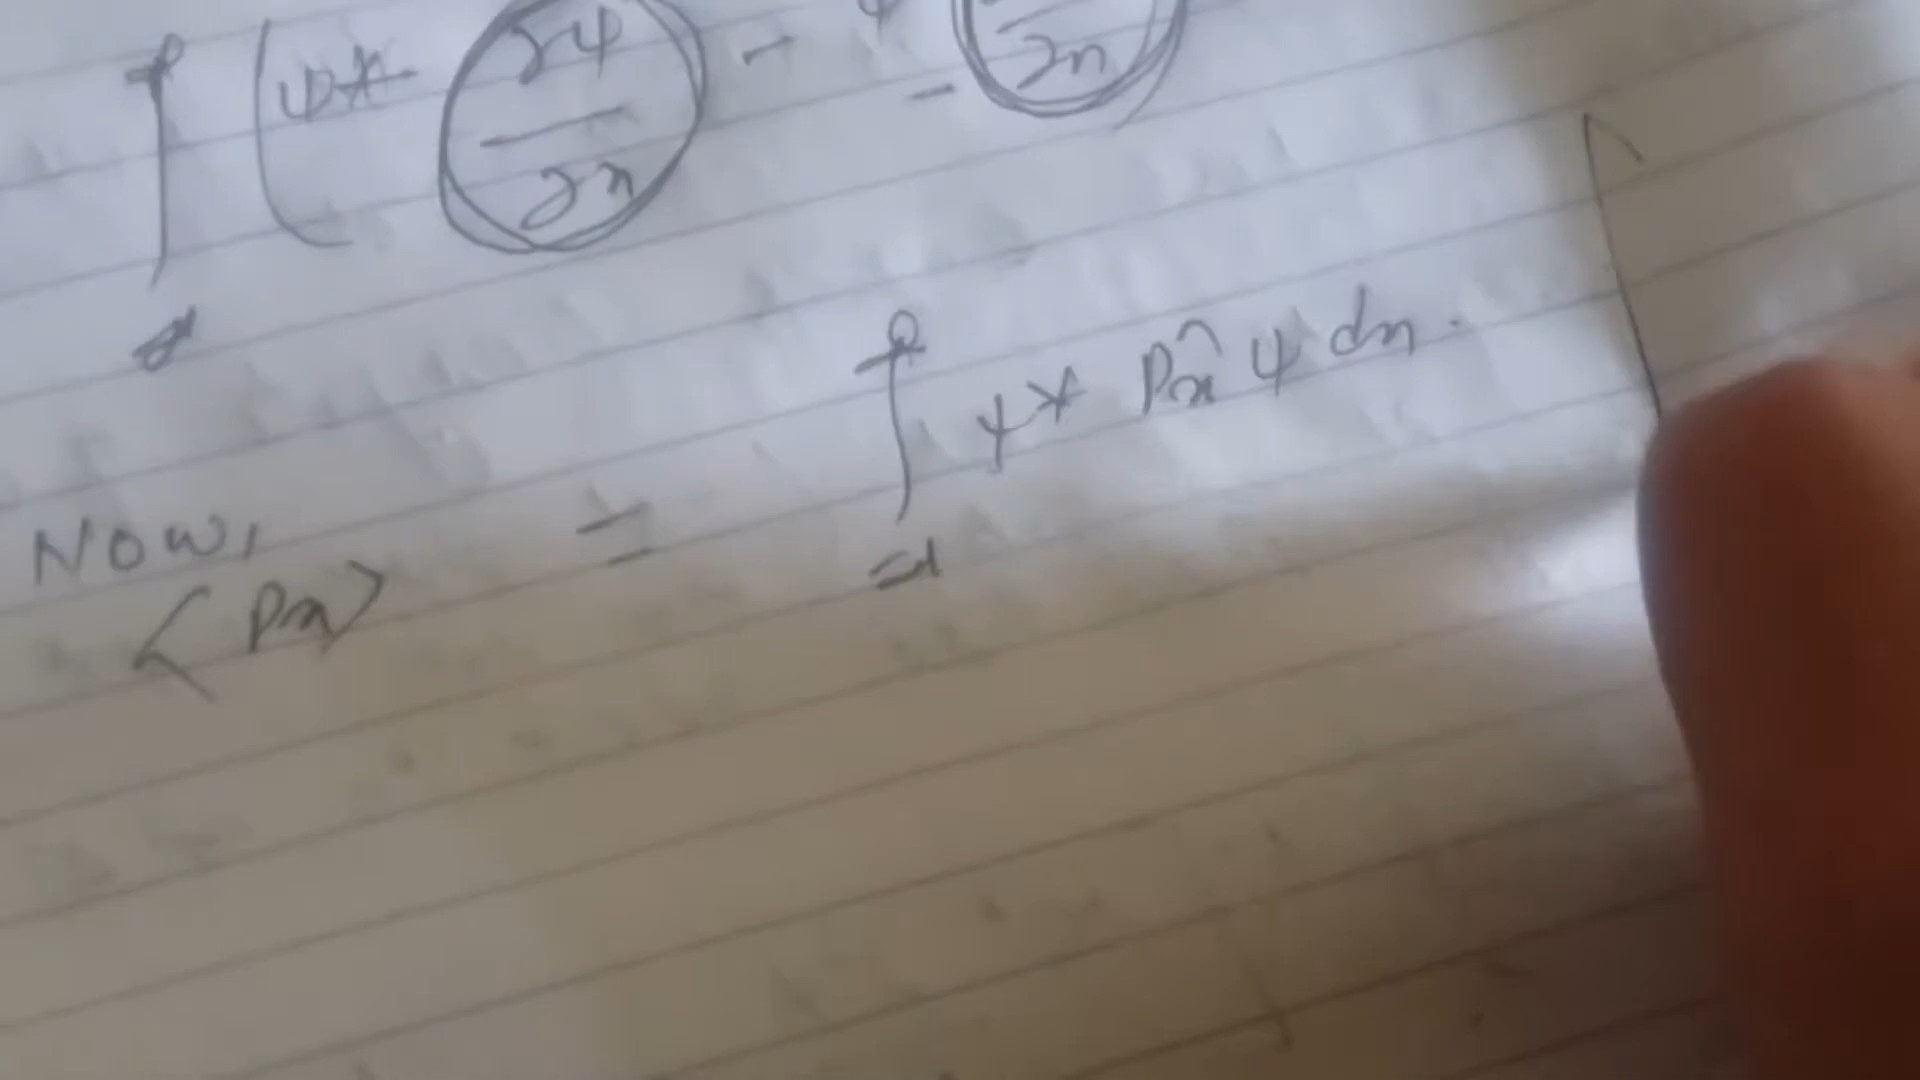 ∫ ( ψ* ∂ψ/∂x - ψ /∂x
Now,
<Px> = ∫ ψ* P̂x ψ dx.